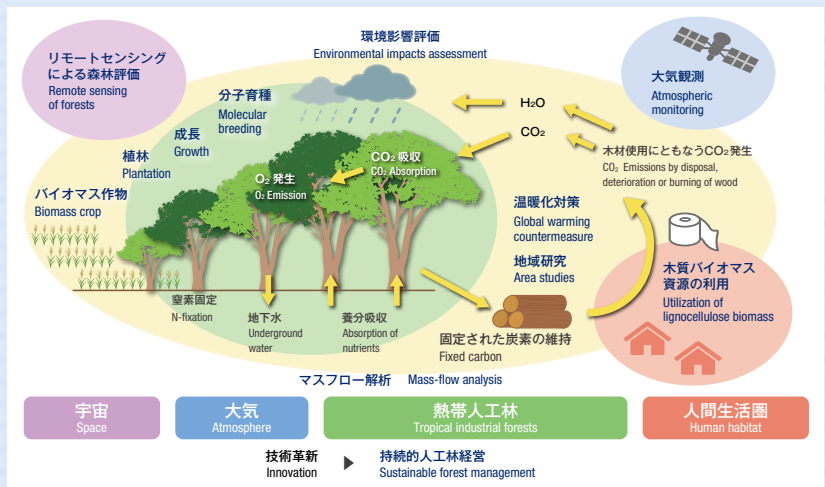 環境影響評価
Environmental impacts assessment
リモートセンシング
による森林評価
Remote sensing
of forests
大気観測
Atmospheric
monitoring
分子育種
Molecular
breeding
成長
Growth
植林
Plantation
バイオマス作物
Biomass crop
H₂O
CO₂
CO₂ 吸収
CO₂ Absorption
O₂ 発生
O₂ Emission
木材使用にともなうCO₂発生
CO₂ Emissions by disposal,
deterioration or burning of wood
温暖化対策
Global warming
countermeasure
地域研究
Area studies
木質バイオマス
資源の利用
Utilization of
lignocellulose biomass
窒素固定
N-fixation
地下水
Underground
water
養分吸収
Absorption of
nutrients
固定された炭素の維持
Fixed carbon
マスフロー解析 Mass-flow analysis
宇宙
Space
大気
Atmosphere
熱帯人工林
Tropical industrial forests
人間生活圏
Human habitat
技術革新
Innovation
持続的人工林経営
Sustainable forest management